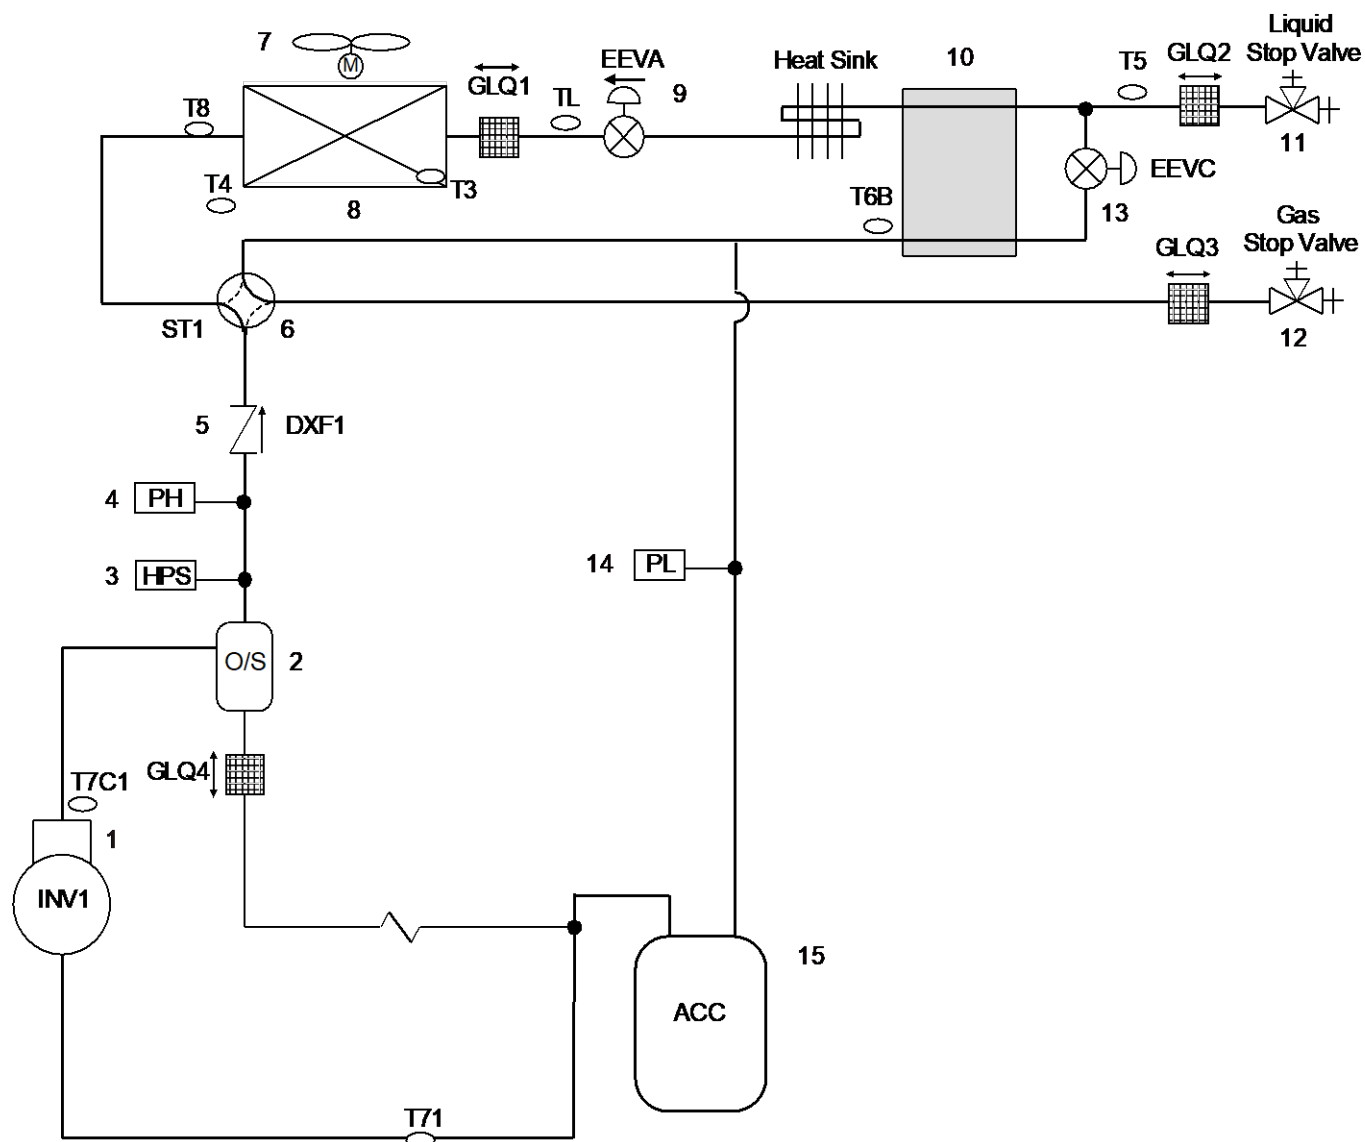 Liquid
Stop Valve
7
EEVA
Heat Sink
10
T5
GLQ2
M
GLQ1
TL
9
T8
11
T4
T3
8
T6B
EEVC
13
Gas
Stop Valve
GLQ3
ST1
6
12
5
DXF1
4
PH
3
HPS
14
PL
O/S
2
GLQ4
T7C1
1
INV1
15
ACC
T71